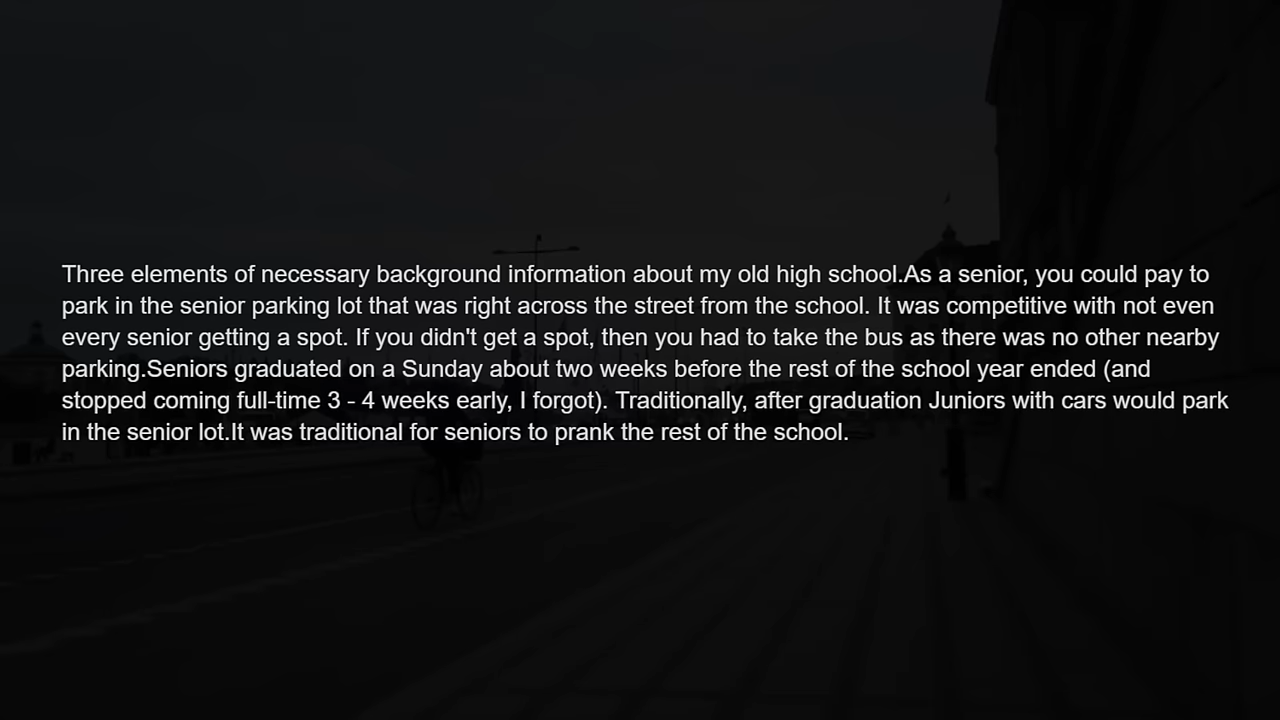 Three elements of necessary background information about my old high school.As a senior, you could pay to
park in the senior parking lot that was right across the street from the school. It was competitive with not even
every senior getting a spot. If you didn't get a spot, then you had to take the bus as there was no other nearby
parking.Seniors graduated on a Sunday about two weeks before the rest of the school year ended (and
stopped coming full-time 3 - 4 weeks early, I forgot). Traditionally, after graduation Juniors with cars would park
in the senior lot.It was traditional for seniors to prank the rest of the school.